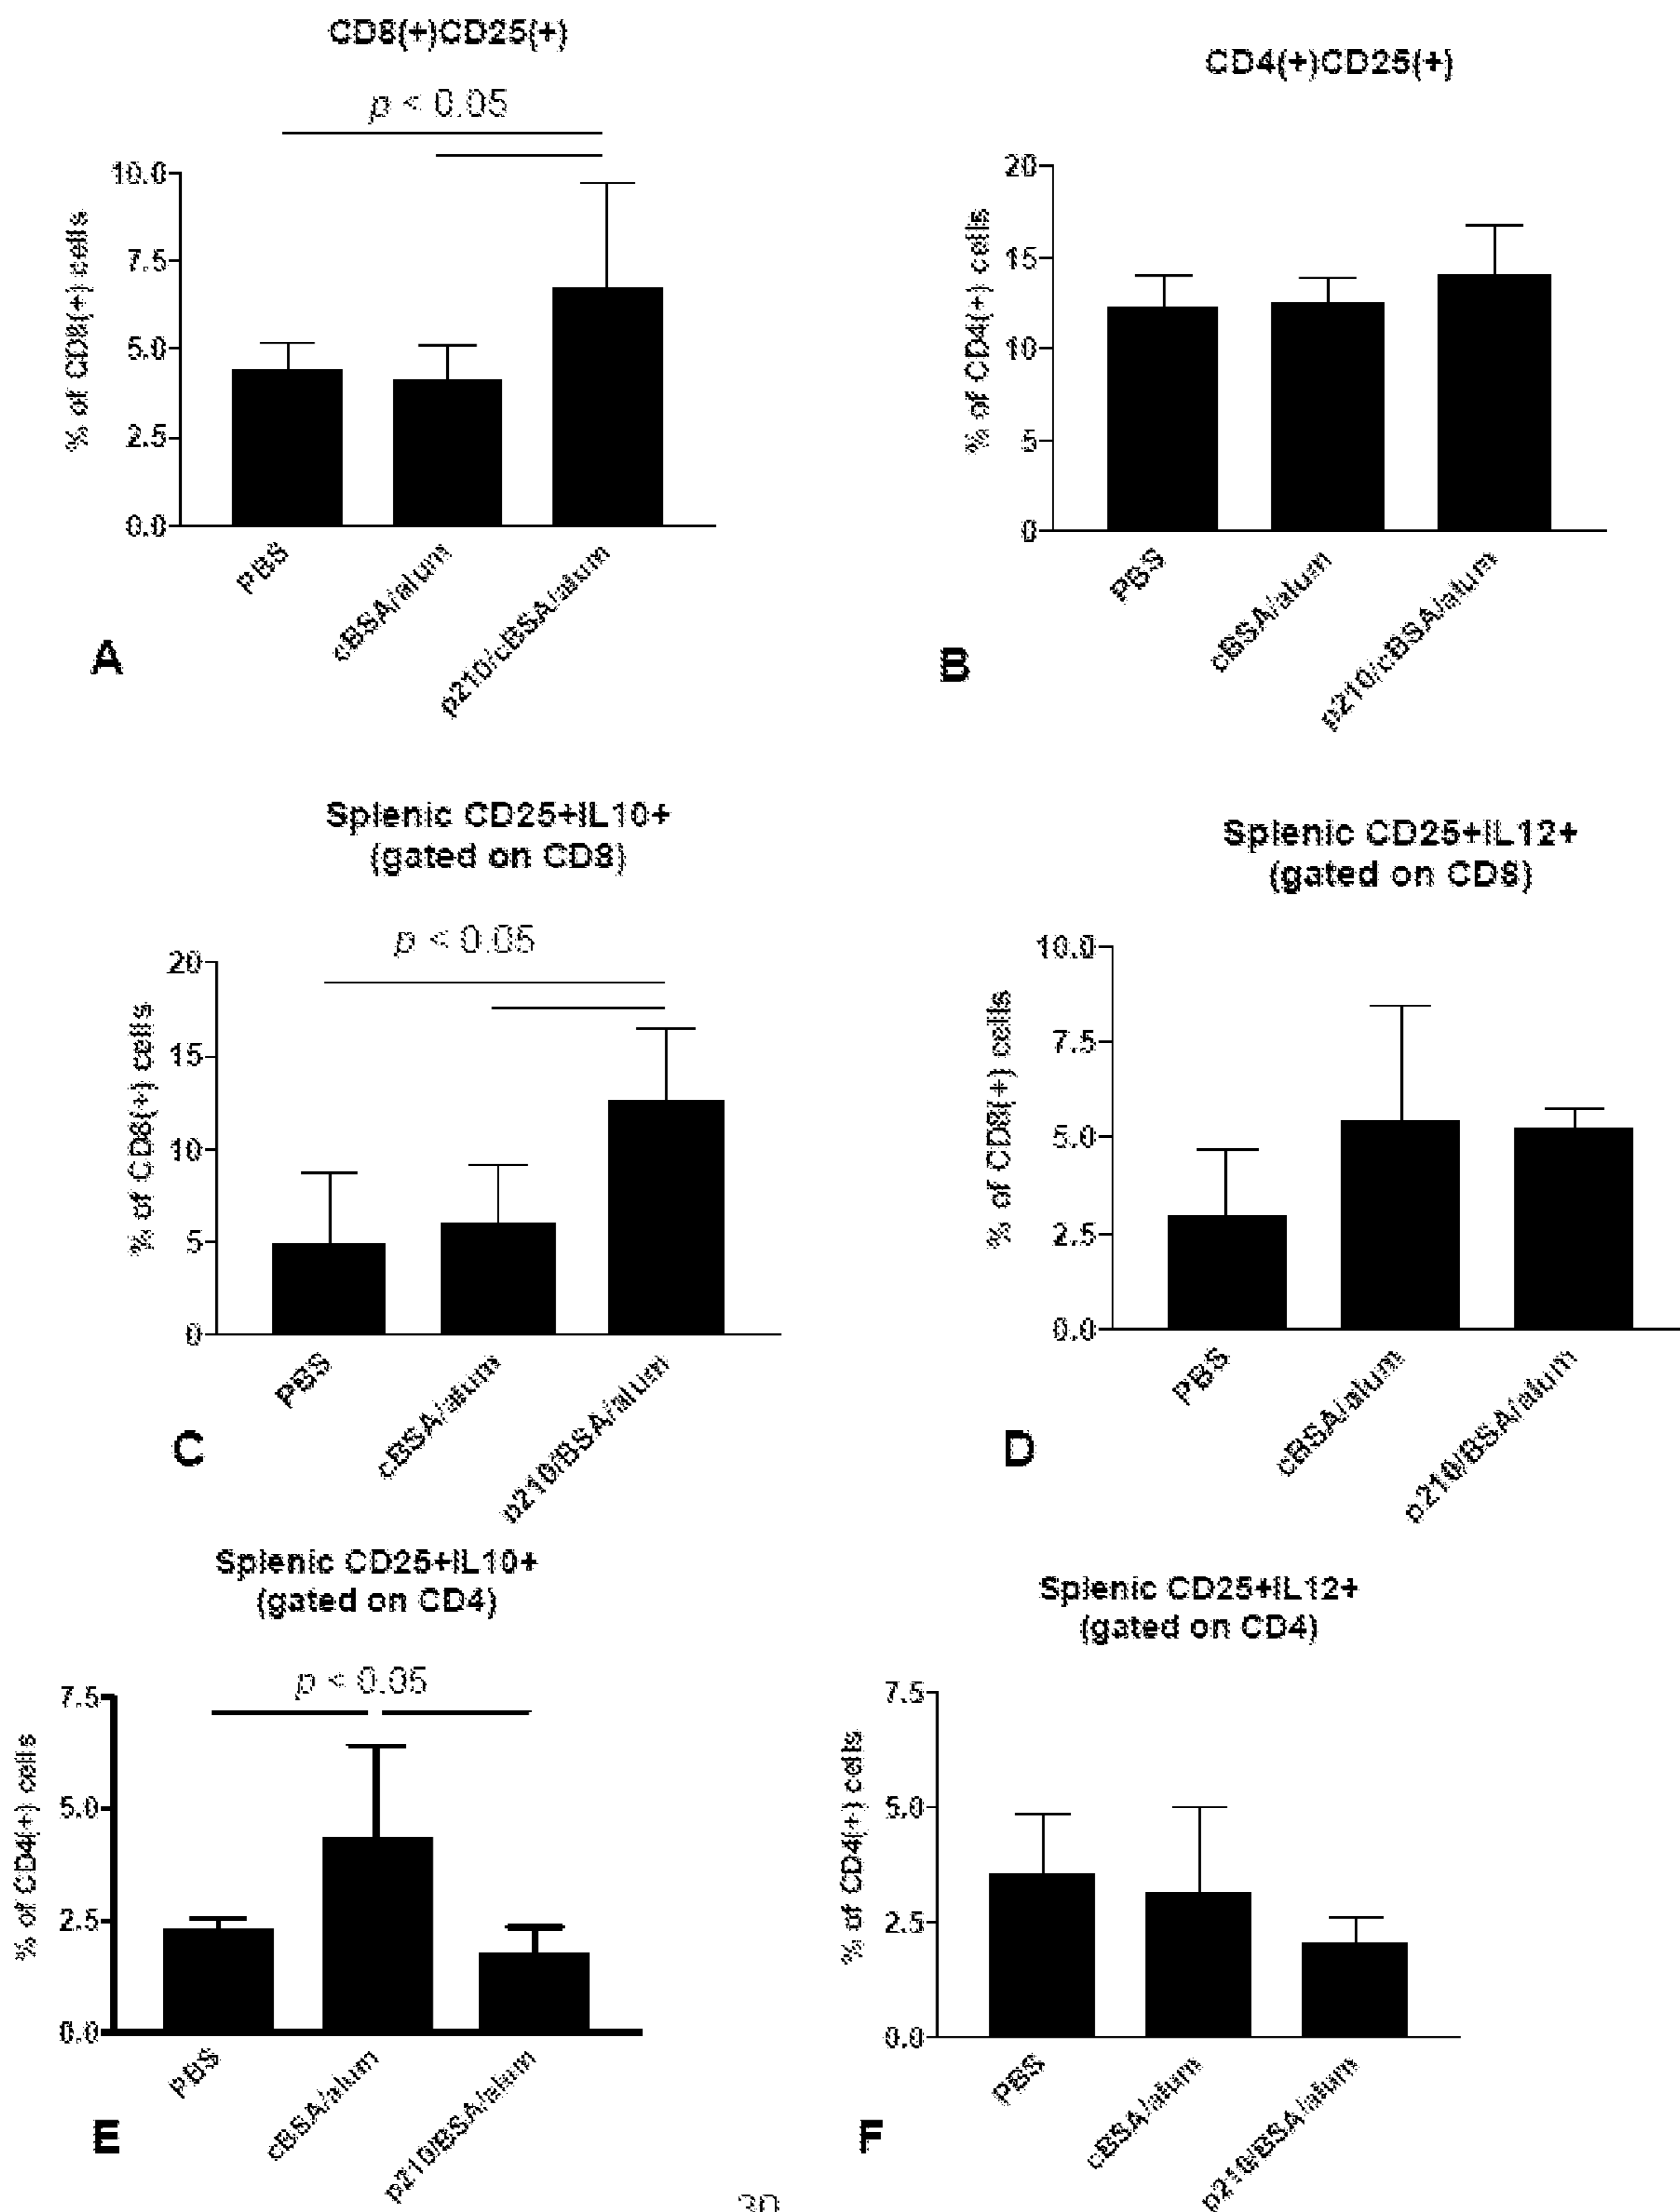 CD8(+)CD25(+)
p < 0.05
% of CD8(+) cells
10.0
7.5
5.0
2.5
0.0
PBS
cBSA/alum
p210/cBSA/alum
A
CD4(+)CD25(+)
% of CD4(+) cells
20
15
10
5
0
PBS
cBSA/alum
p210/cBSA/alum
B
Splenic CD25+IL10+
(gated on CD8)
p < 0.05
% of CD8(+) cells
20
15
10
5
0
PBS
cBSA/alum
p210/BSA/alum
C
Splenic CD25+IL12+
(gated on CD8)
% of CD8(+) cells
10.0
7.5
5.0
2.5
0.0
PBS
cBSA/alum
p210/BSA/alum
D
Splenic CD25+IL10+
(gated on CD4)
p < 0.05
% of CD4(+) cells
7.5
5.0
2.5
0.0
PBS
cBSA/alum
p210/BSA/alum
E
Splenic CD25+IL12+
(gated on CD4)
% of CD4(+) cells
7.5
5.0
2.5
0.0
PBS
cBSA/alum
p210/BSA/alum
F
30